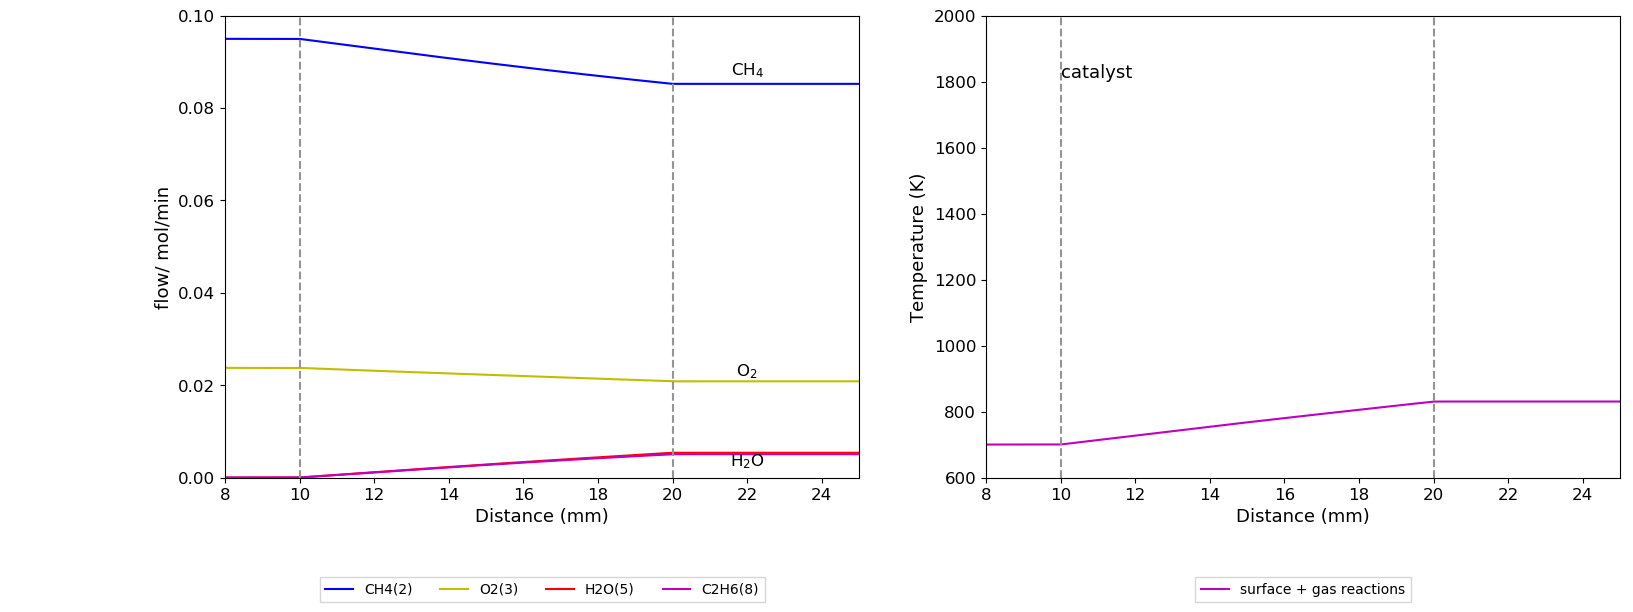 0.10
0.08
0.06
0.04
0.02
0.00
flow/ mol/min
CH₄
O₂
H₂O
8 10 12 14 16 18 20 22 24
Distance (mm)
CH4(2) O2(3) H2O(5) C2H6(8)
2000
1800
1600
1400
1200
1000
800
600
Temperature (K)
catalyst
8 10 12 14 16 18 20 22 24
Distance (mm)
surface + gas reactions